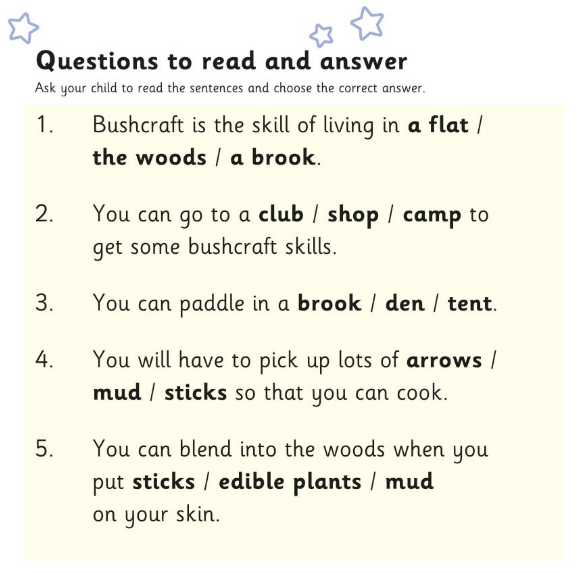 Questions to read and answer
Ask your child to read the sentences and choose the correct answer.
1. Bushcraft is the skill of living in a flat /
the woods / a brook.
2. You can go to a club / shop / camp to
get some bushcraft skills.
3. You can paddle in a brook / den / tent.
4. You will have to pick up lots of arrows /
mud / sticks so that you can cook.
5. You can blend into the woods when you
put sticks / edible plants / mud
on your skin.